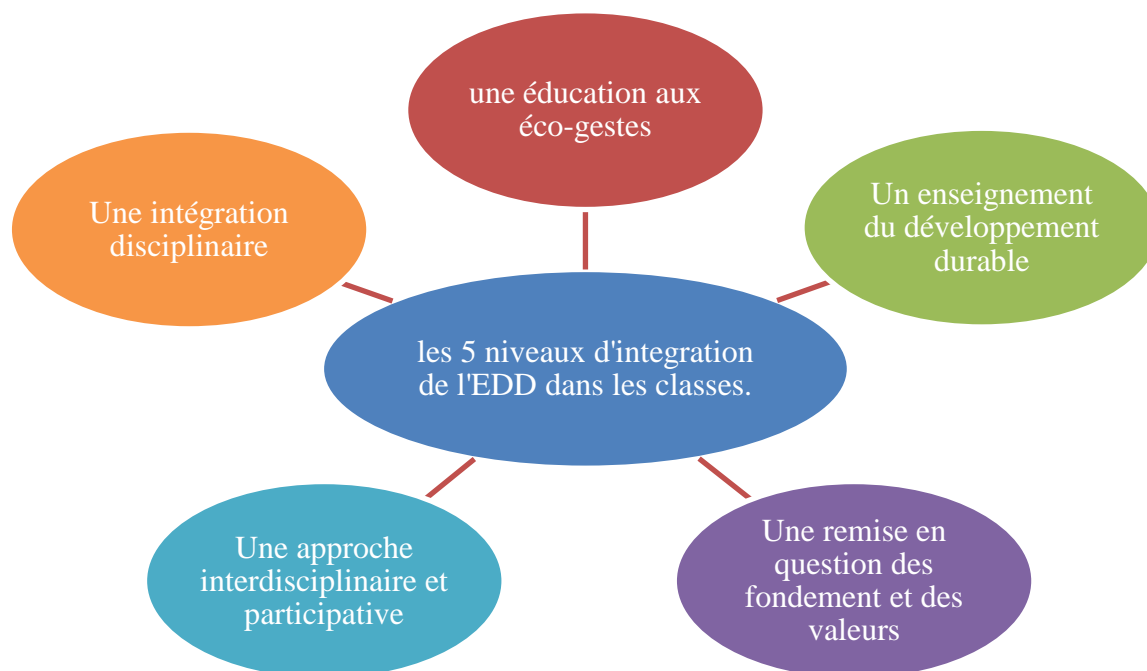 une éducation aux
éco-gestes
Un enseignement
du développement
durable
Une intégration
disciplinaire
les 5 niveaux d'integration
de l'EDD dans les classes.
Une approche
interdisciplinaire et
participative
Une remise en
question des
fondement et des
valeurs